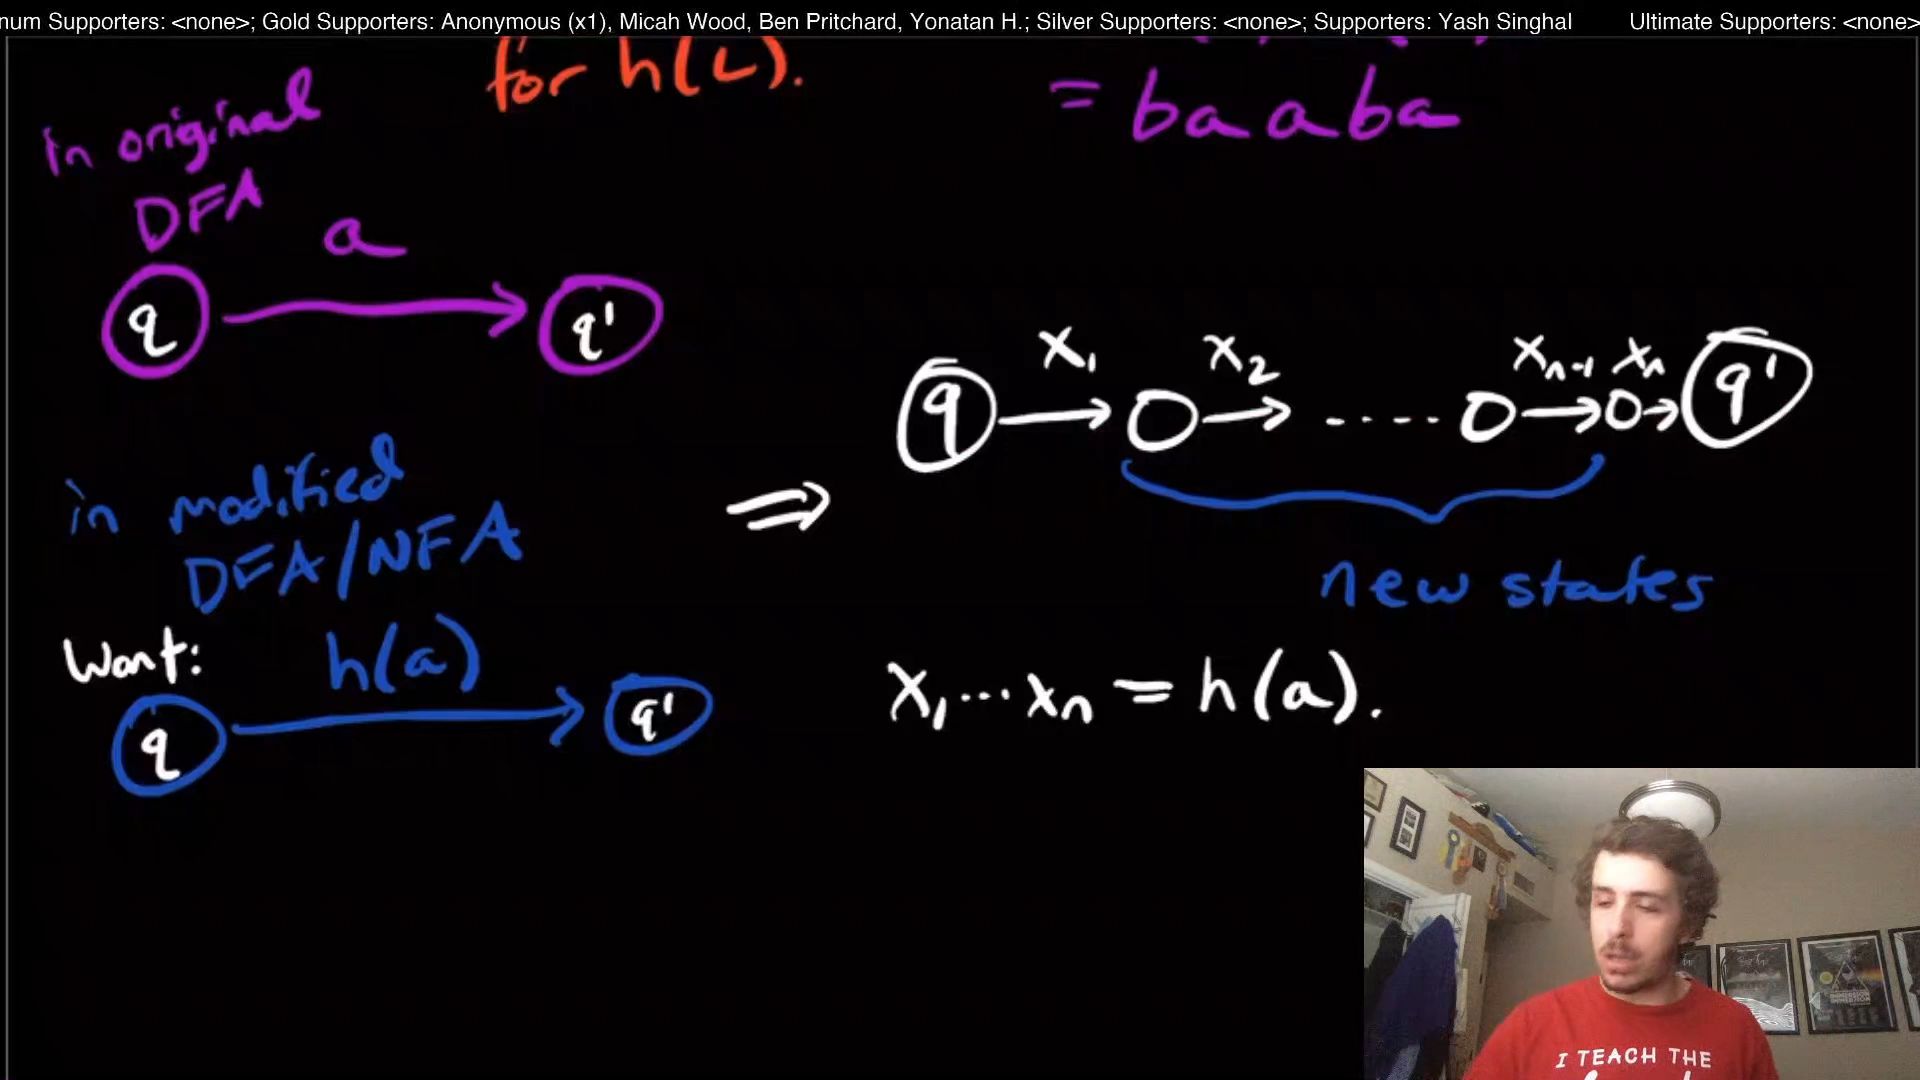 num Supporters: <none>; Gold Supporters: Anonymous (x1), Micah Wood, Ben Pritchard, Yonatan H.; Silver Supporters: <none>; Supporters: Yash Singhal Ultimate Supporters: <none>
for h(L).
= baaba
in original
DFA
a
q q'
x₁ x₂ xₙ₋₁ xₙ
q .... q'
in modified
DFA/NFA
⇒
new states
Want: h(a)
q q'
x₁...xₙ = h(a).
I TEACH THE